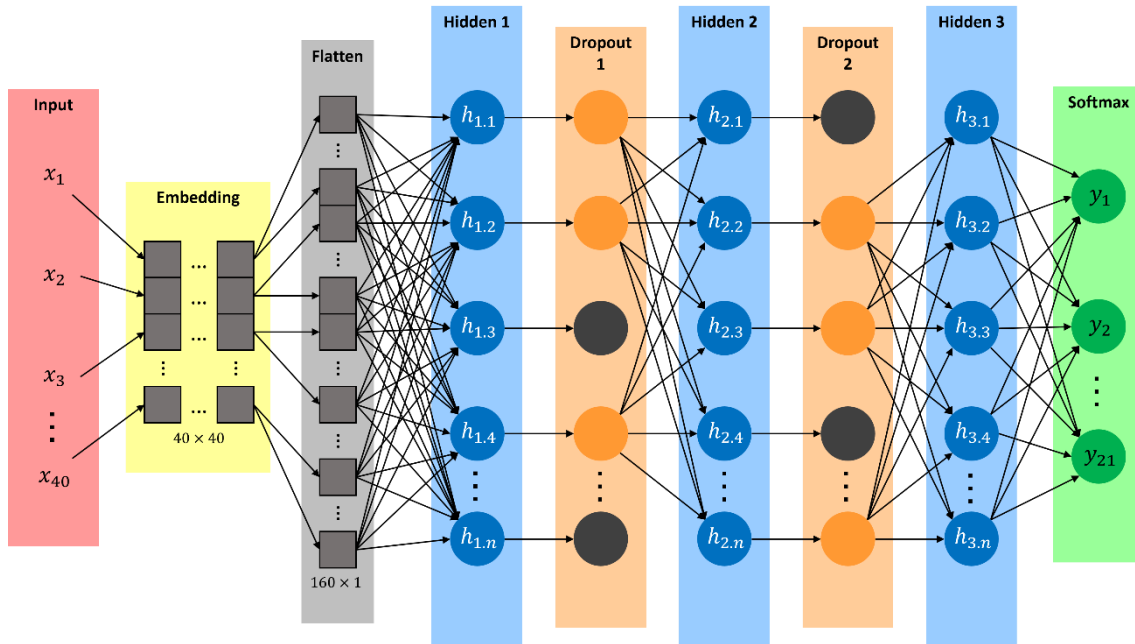 Input
x₁
x₂
x₃
⋮
x₄₀
Embedding
...
...
...
⋮ ... ⋮
...
40 × 40
Flatten
⋮
⋮
⋮
⋮
⋮
160 × 1
Hidden 1
h₁.₁
h₁.₂
h₁.₃
h₁.₄
⋮
h₁.ₙ
Dropout
1
⋮
Hidden 2
h₂.₁
h₂.₂
h₂.₃
h₂.₄
⋮
h₂.ₙ
Dropout
2
⋮
Hidden 3
h₃.₁
h₃.₂
h₃.₃
h₃.₄
⋮
h₃.ₙ
Softmax
y₁
y₂
⋮
y₂₁